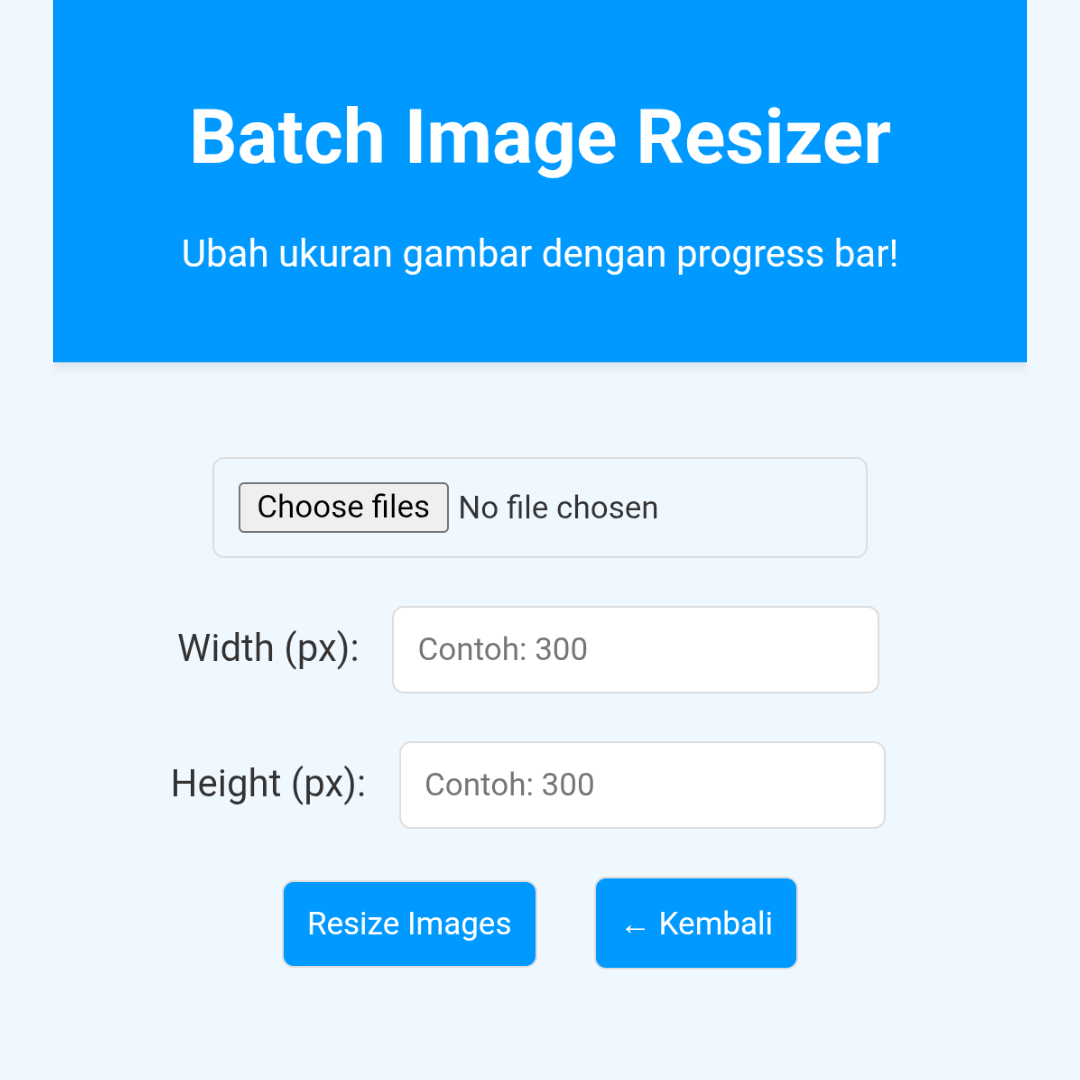 Batch Image Resizer
Ubah ukuran gambar dengan progress bar!
Choose files No file chosen
Width (px): Contoh: 300
Height (px): Contoh: 300
Resize Images ← Kembali